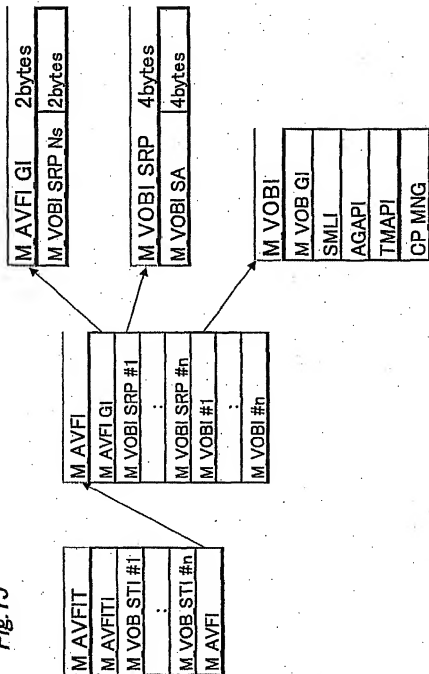 M AVFIT
M AVFITI
M VOB STI #1
:
M VOB STI #n
M AVFI
M AVFI
M AVFI GI
M VOBI SRP #1
:
M VOBI SRP #n
M VOBI #1
:
M VOBI #n
M AVFI GI 2bytes
M VOBI SRP Ns 2bytes
M VOBI SRP 4bytes
M VOBI SA 4bytes
M VOBI
M VOB GI
SMLI
AGAPI
TMAPI
CP MNG